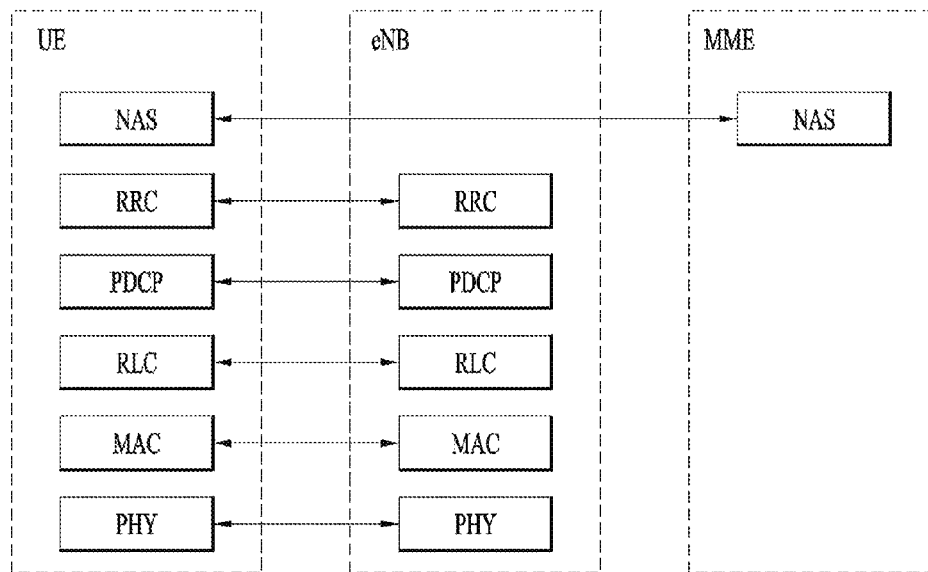 UE eNB MME
NAS NAS
RRC RRC
PDCP PDCP
RLC RLC
MAC MAC
PHY PHY